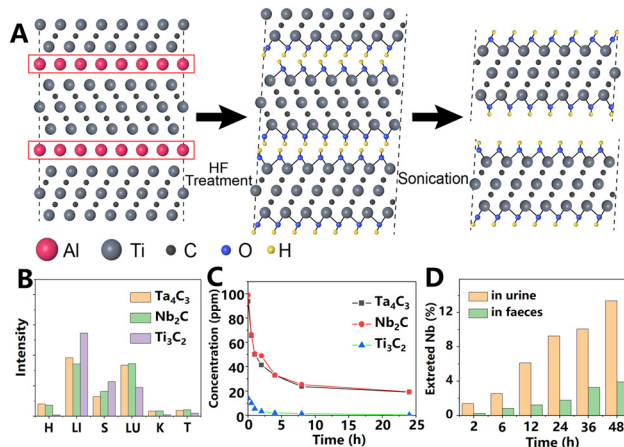 A
HF
Treatment
Sonication
Al Ti C O H
B
Intensity
Ta₄C₃
Nb₂C
Ti₃C₂
H LI S LU K T
C
Concentration (ppm)
100
80
60
40
20
0
Ta₄C₃
Nb₂C
Ti₃C₂
0 5 10 15 20 25
Time (h)
D
Extreted Nb (%)
12
8
4
0
in urine
in faeces
2 6 12 24 36 48
Time (h)